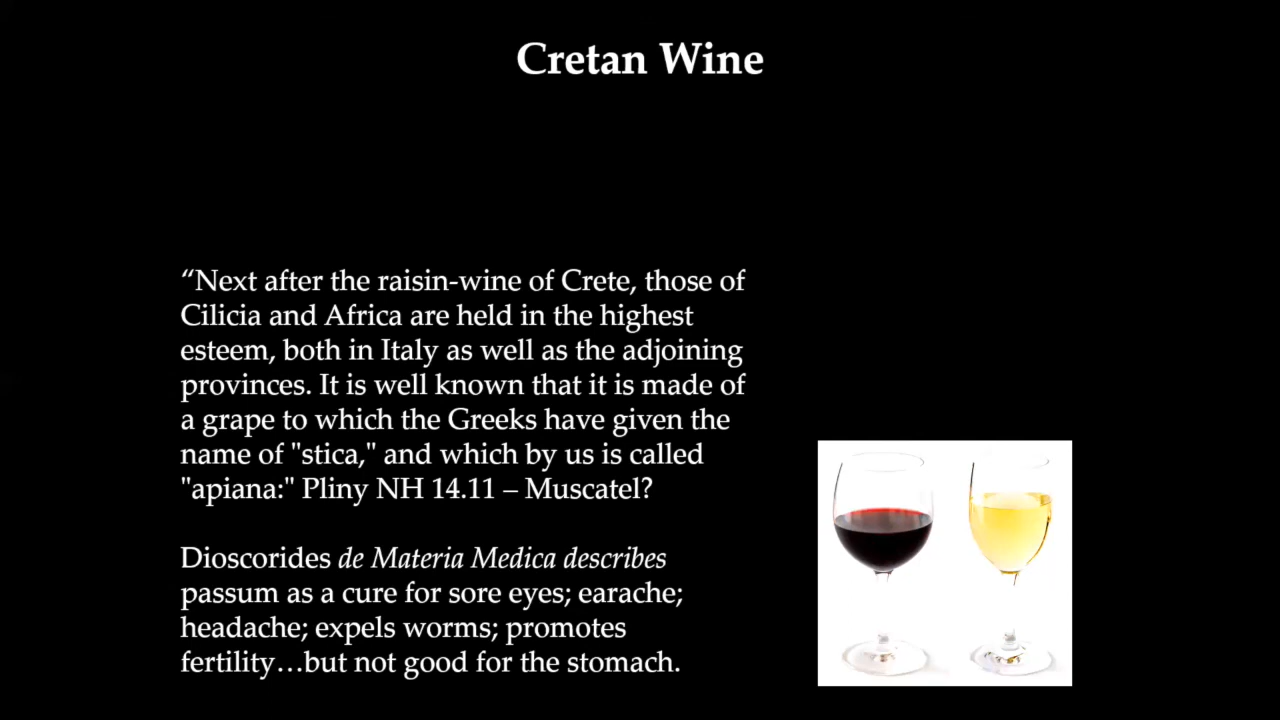 Cretan Wine
“Next after the raisin-wine of Crete, those of
Cilicia and Africa are held in the highest
esteem, both in Italy as well as the adjoining
provinces. It is well known that it is made of
a grape to which the Greeks have given the
name of "stica," and which by us is called
"apiana:" Pliny NH 14.11 – Muscatel?
Dioscorides de Materia Medica describes
passum as a cure for sore eyes; earache;
headache; expels worms; promotes
fertility…but not good for the stomach.